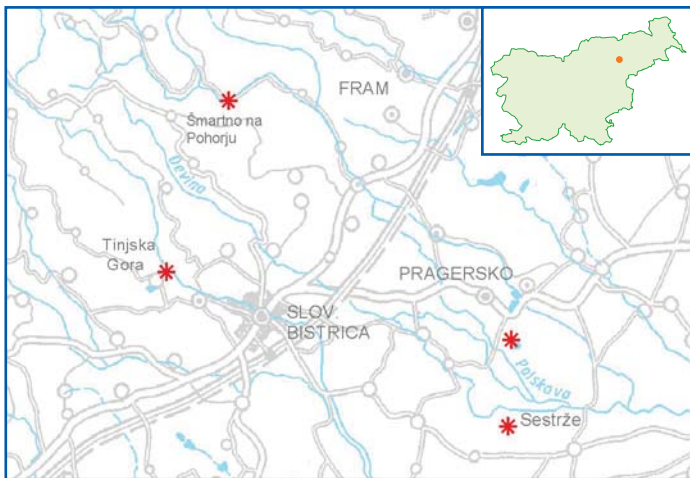 FRAM
Šmartno na
Pohorju
Devina
Tinjska
Gora
PRAGERSKO
SLOV.
BISTRICA
Polskava
Sestrže